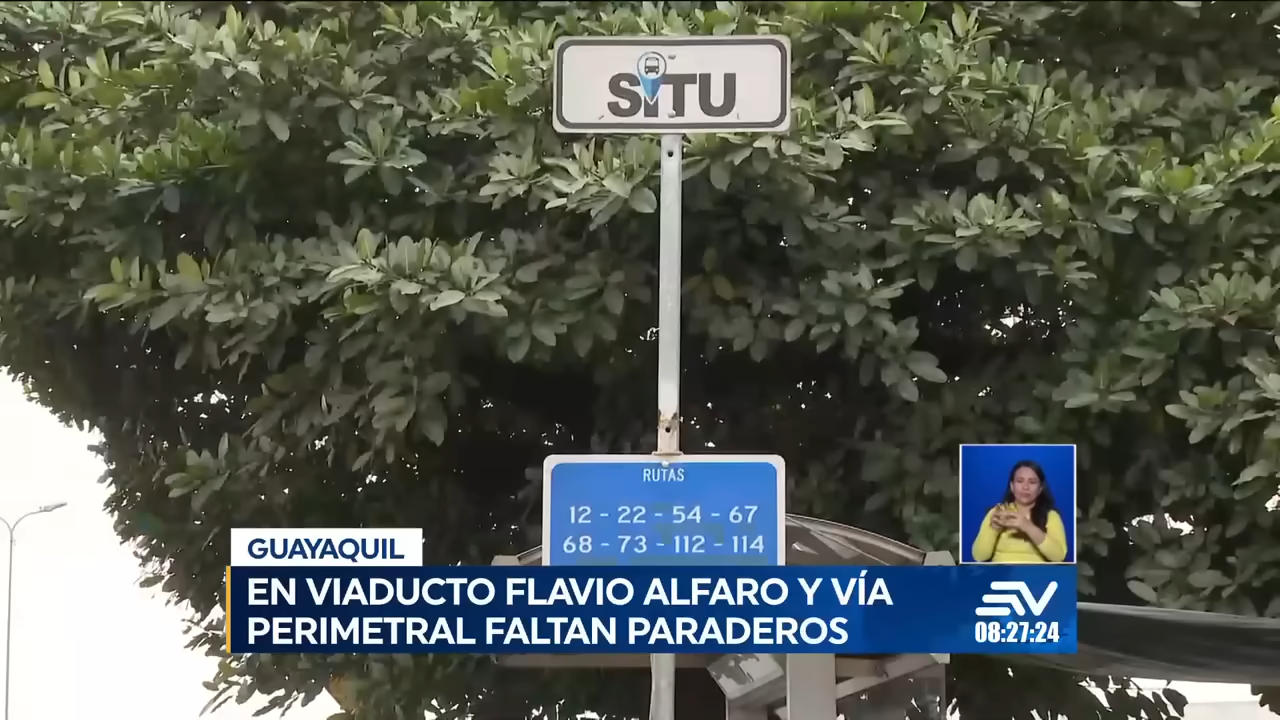 SITU
RUTAS
12 - 22 - 54 - 67
68 - 73 - 112 - 114
GUAYAQUIL
EN VIADUCTO FLAVIO ALFARO Y VÍA
PERIMETRAL FALTAN PARADEROS
08:27:24